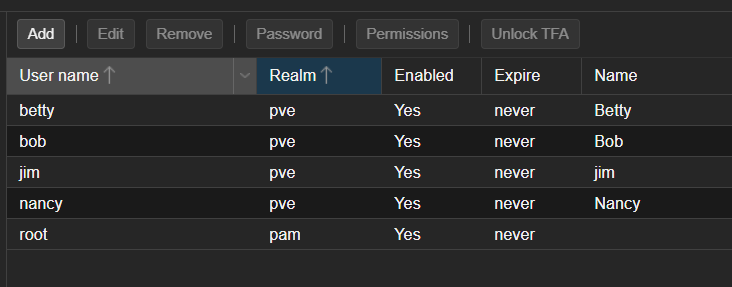 Add Edit Remove Password Permissions Unlock TFA
User name Realm Enabled Expire Name
betty pve Yes never Betty
bob pve Yes never Bob
jim pve Yes never jim
nancy pve Yes never Nancy
root pam Yes never